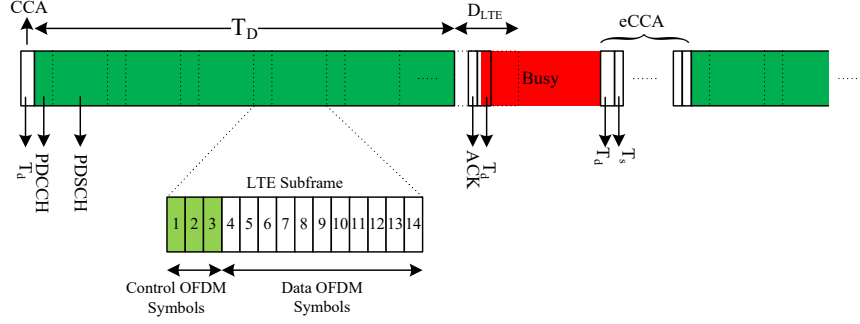 CCA
T_D
D_LTE
eCCA
.....
Busy
......
.....
T_d
PDCCH
PDSCH
ACK
T_d
T_d
T_s
LTE Subframe
1 2 3 4 5 6 7 8 9 10 11 12 13 14
Control OFDM
Symbols
Data OFDM
Symbols